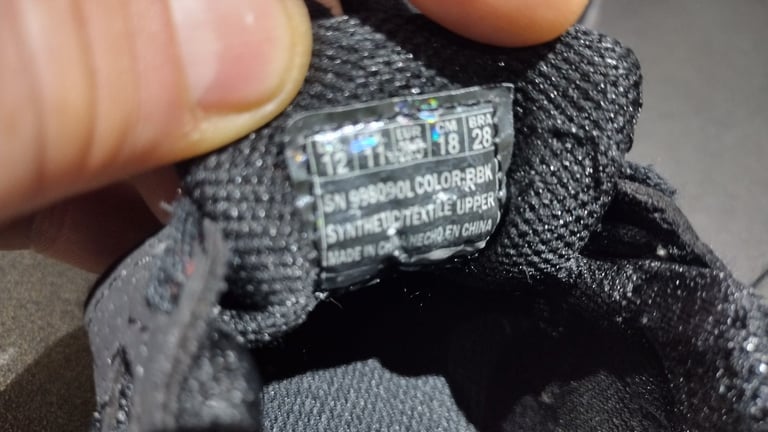 EUR CM BRA
12 11 18 28
SN 999090L COLOR:BBK
SYNTHETIC/TEXTILE UPPER
MADE IN CHINA HECHO EN CHINA